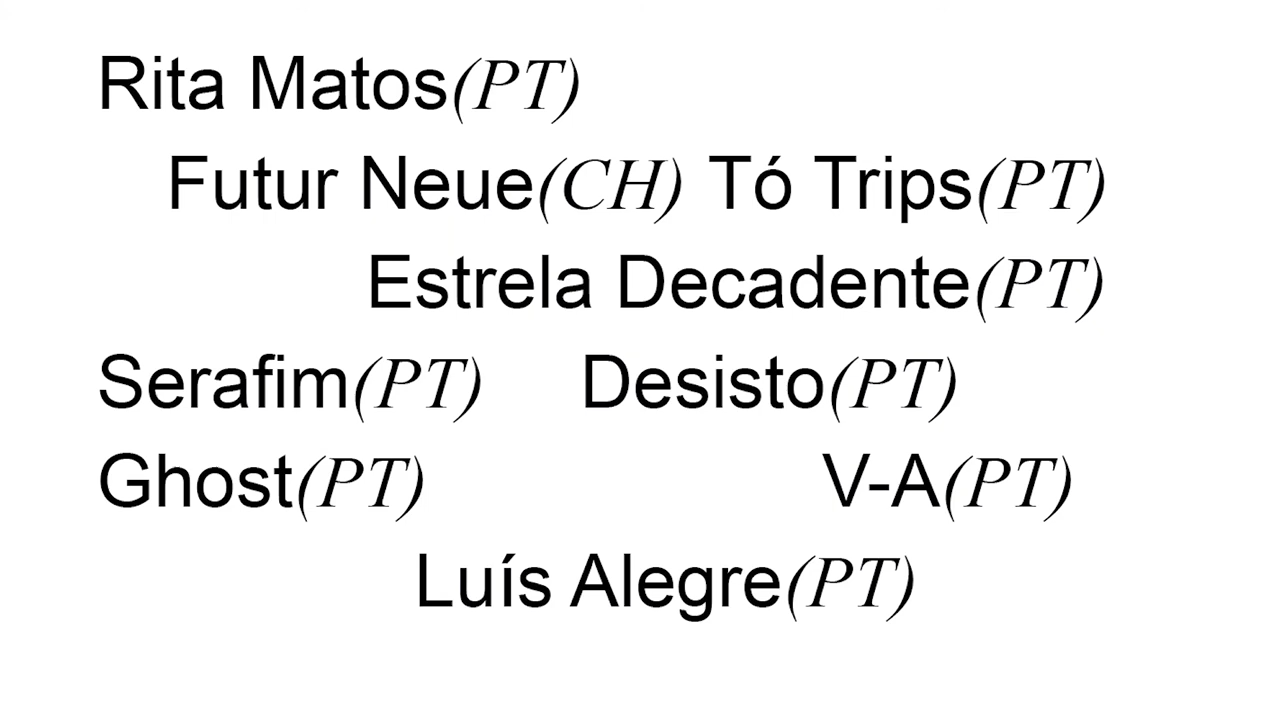 Rita Matos(PT)
Futur Neue(CH) Tó Trips(PT)
Estrela Decadente(PT)
Serafim(PT) Desisto(PT)
Ghost(PT) V-A(PT)
Luís Alegre(PT)